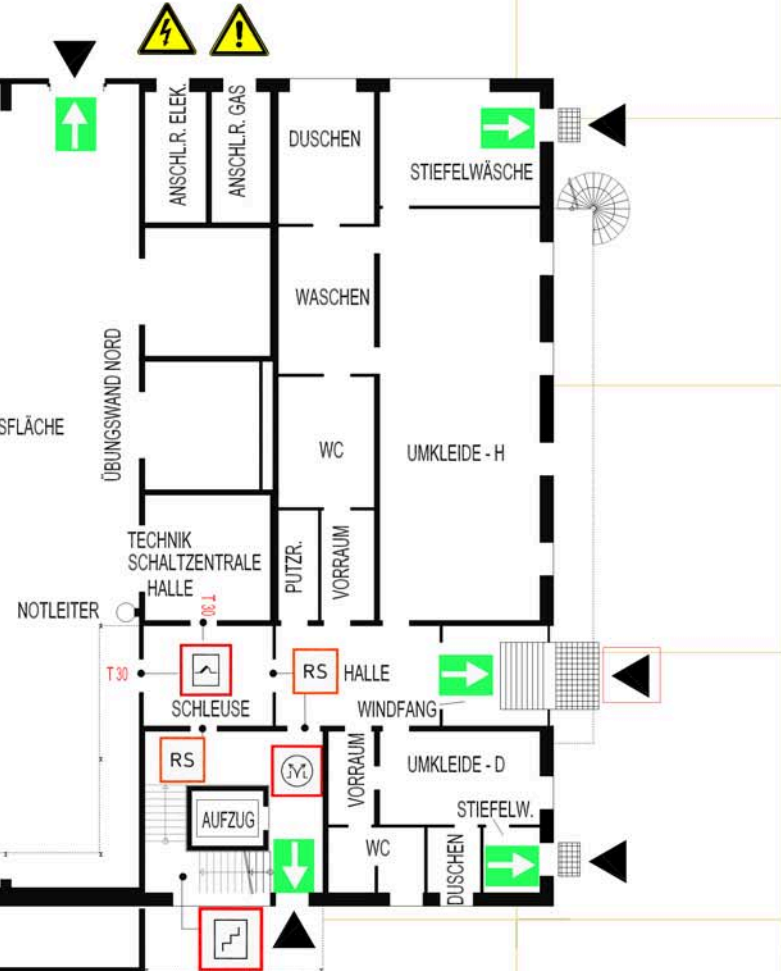 ANSCHL.R. ELEK.
ANSCHL.R. GAS
DUSCHEN
STIEFELWÄSCHE
WASCHEN
ÜBUNGSWAND NORD
SFLÄCHE
WC
UMKLEIDE - H
TECHNIK
SCHALTZENTRALE
HALLE
PUTZR.
VORRAUM
NOTLEITER
T 30
T 30
RS
HALLE
SCHLEUSE
WINDFANG
RS
VORRAUM
UMKLEIDE - D
STIEFELW.
AUFZUG
WC
DUSCHEN